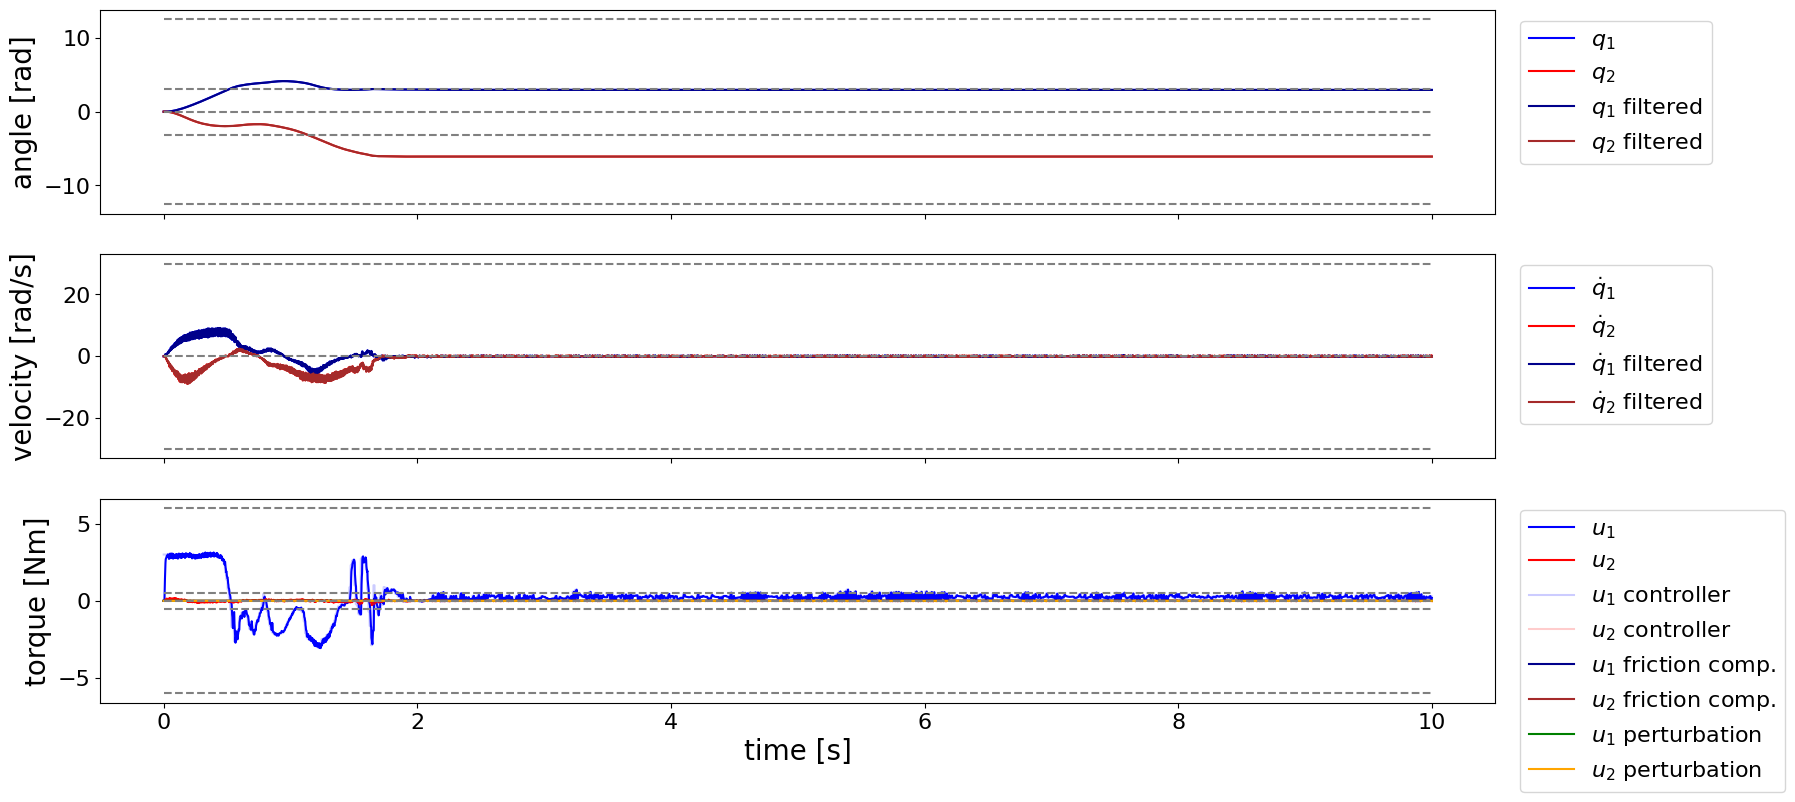 angle [rad]
10
0
−10
q₁
q₂
q₁ filtered
q₂ filtered
velocity [rad/s]
20
0
−20
q̇₁
q̇₂
q̇₁ filtered
q̇₂ filtered
torque [Nm]
5
0
−5
0 2 4 6 8 10
time [s]
u₁
u₂
u₁ controller
u₂ controller
u₁ friction comp.
u₂ friction comp.
u₁ perturbation
u₂ perturbation